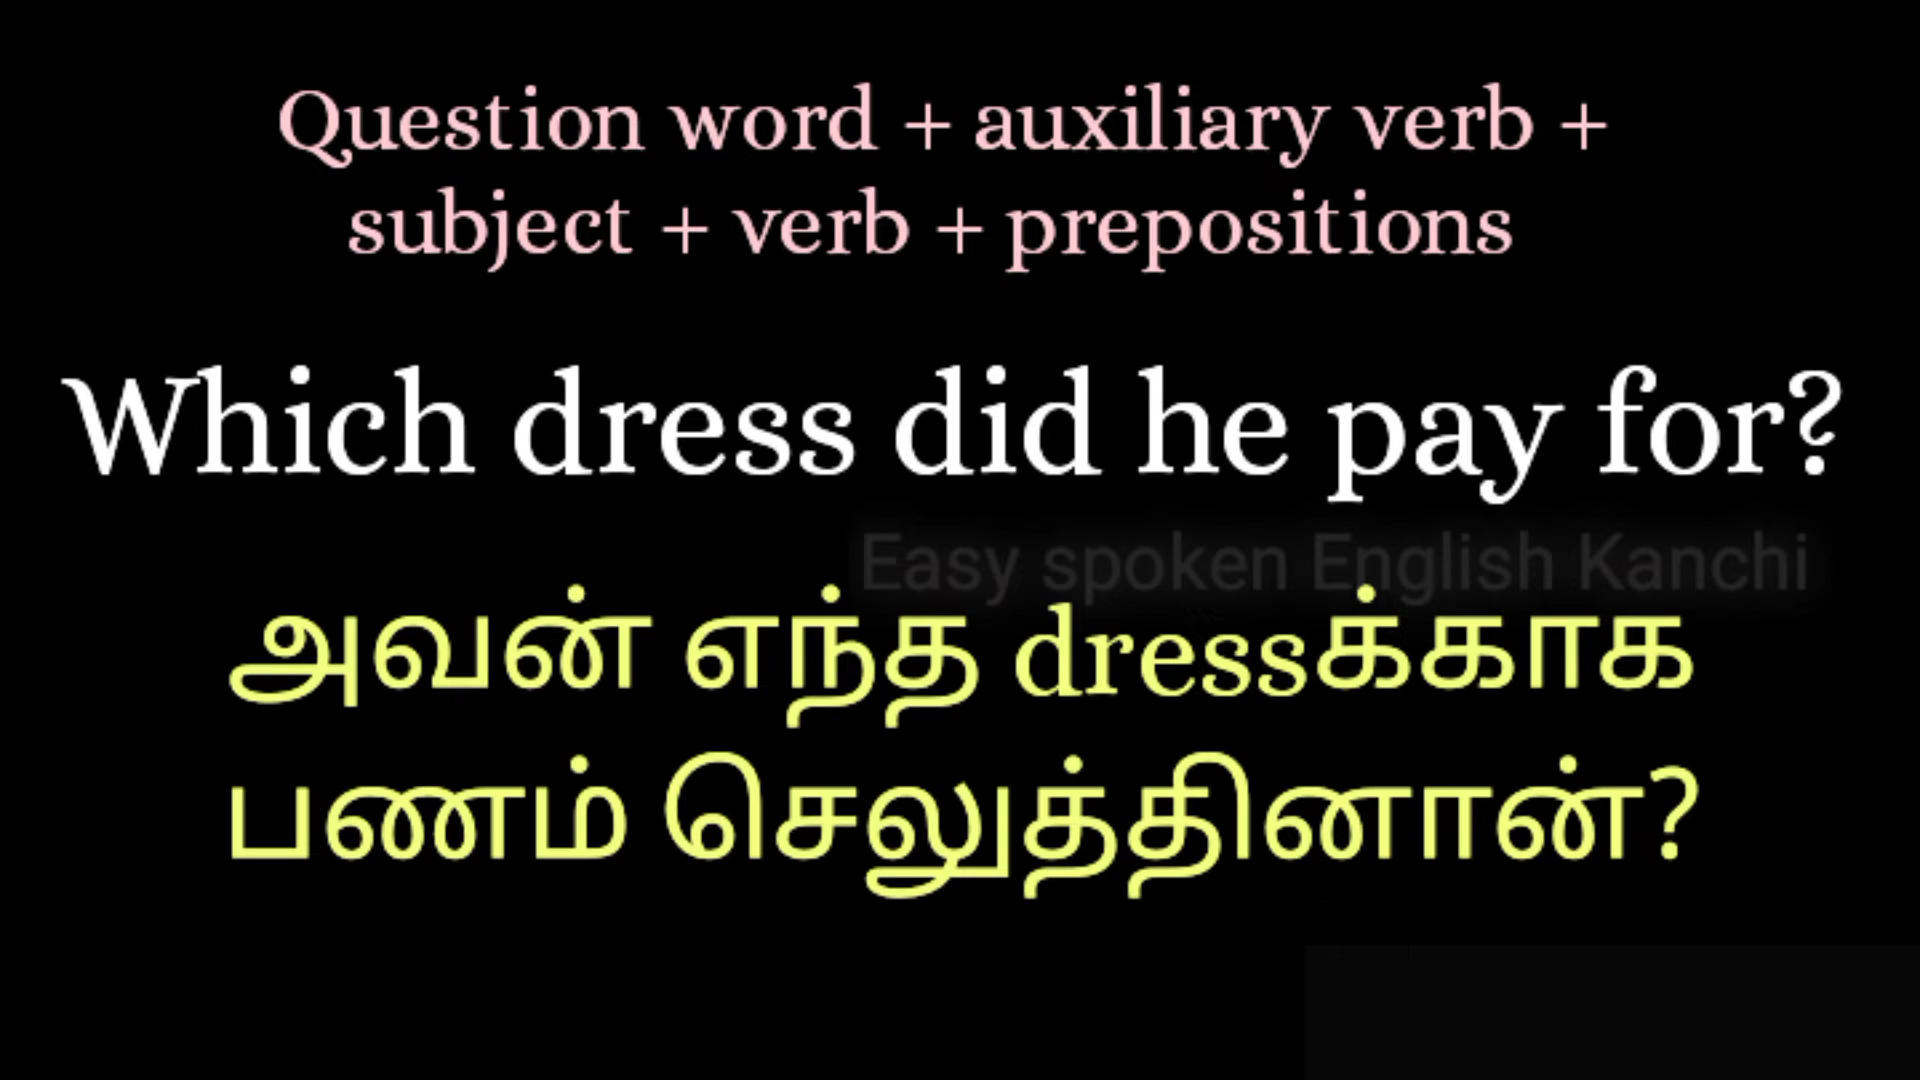 Question word + auxiliary verb +
subject + verb + prepositions
Which dress did he pay for?
Easy spoken English Kanchi
அவன் எந்த dressக்காக
பணம் செலுத்தினான்?